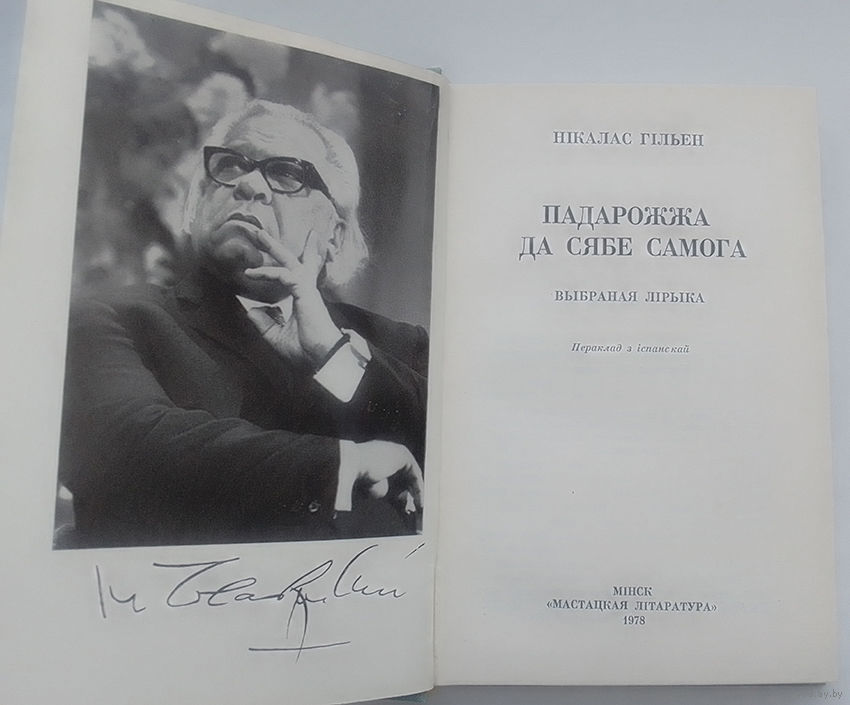 НІКАЛАС ГІЛЬЕН
ПАДАРОЖЖА
ДА СЯБЕ САМОГА
ВЫБРАНАЯ ЛІРЫКА
Пераклад з іспанскай
МІНСК
«МАСТАЦКАЯ ЛІТАРАТУРА»
1978